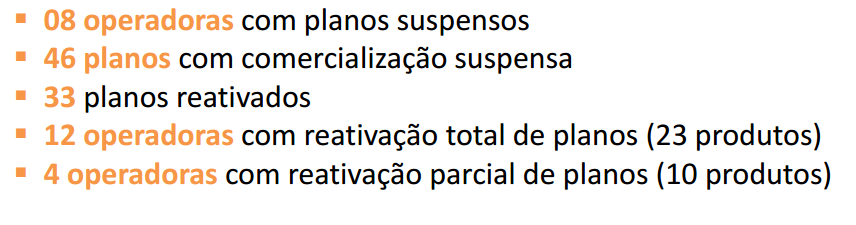 ▪ 08 operadoras com planos suspensos
▪ 46 planos com comercialização suspensa
▪ 33 planos reativados
▪ 12 operadoras com reativação total de planos (23 produtos)
▪ 4 operadoras com reativação parcial de planos (10 produtos)